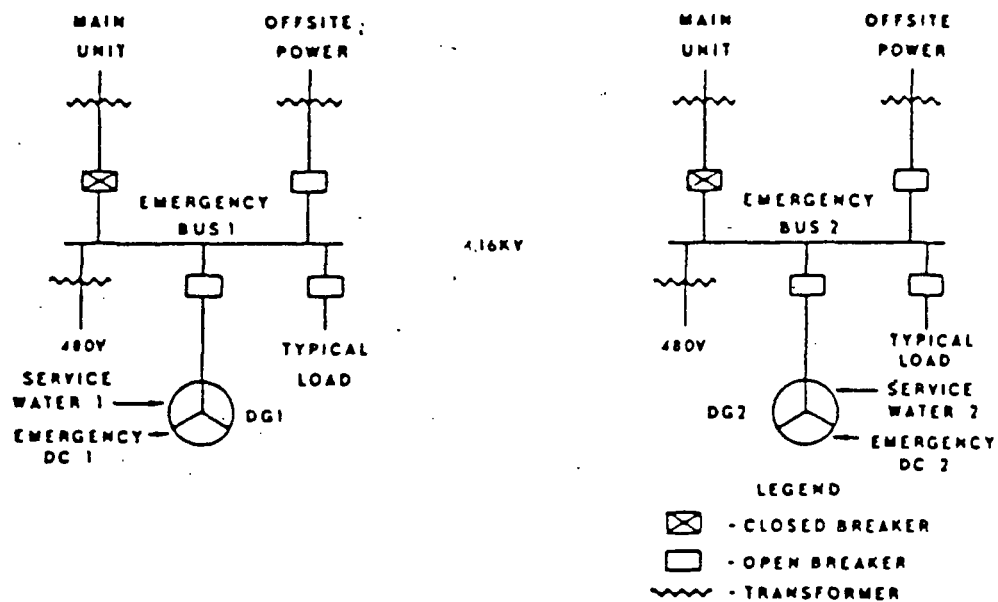 MAIN
UNIT
OFFSITE
POWER
EMERGENCY
BUS 1
480V
TYPICAL
LOAD
SERVICE
WATER 1
EMERGENCY
DC 1
DG1
4.16KV
MAIN
UNIT
OFFSITE
POWER
EMERGENCY
BUS 2
480V
TYPICAL
LOAD
DG2
SERVICE
WATER 2
EMERGENCY
DC 2
LEGEND
- CLOSED BREAKER
- OPEN BREAKER
- TRANSFORMER